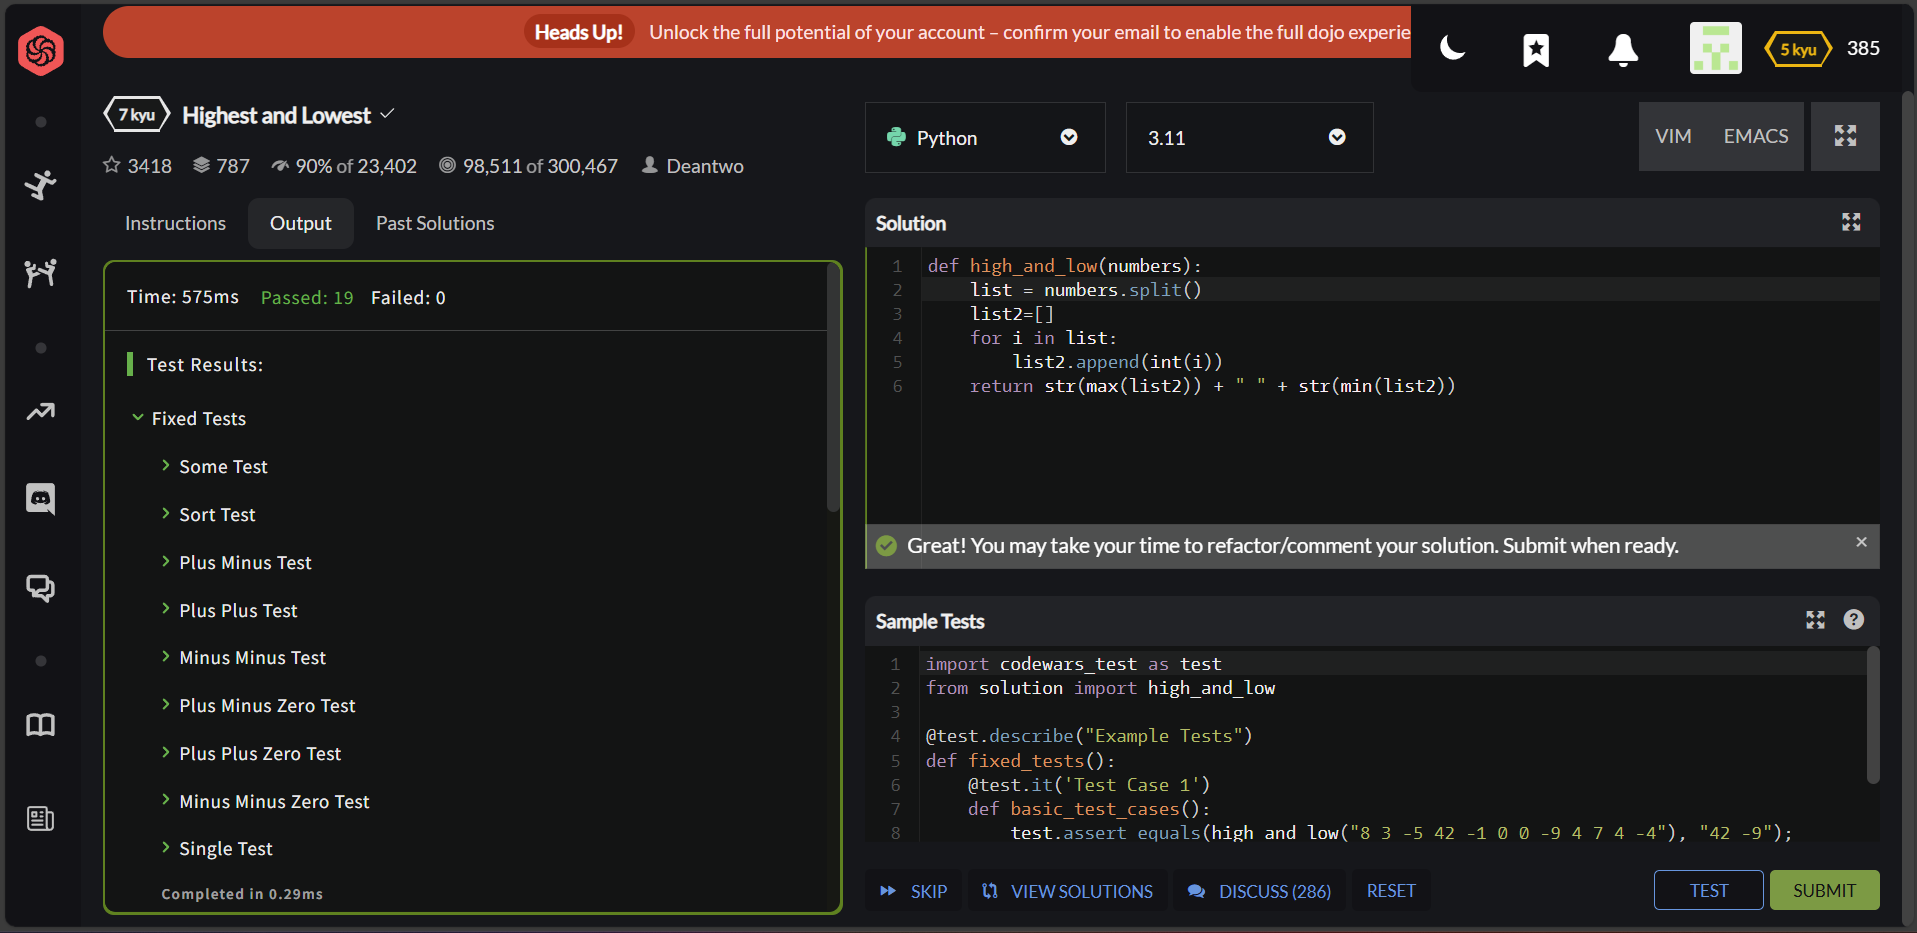 Heads Up! Unlock the full potential of your account – confirm your email to enable the full dojo experie
5 kyu 385
7 kyu Highest and Lowest
3418 787 90% of 23,402 98,511 of 300,467 Deantwo
Instructions Output Past Solutions
Time: 575ms Passed: 19 Failed: 0
Test Results:
Fixed Tests
Some Test
Sort Test
Plus Minus Test
Plus Plus Test
Minus Minus Test
Plus Minus Zero Test
Plus Plus Zero Test
Minus Minus Zero Test
Single Test
Completed in 0.29ms
Python 3.11 VIM EMACS
Solution
1 def high_and_low(numbers):
2 list = numbers.split()
3 list2=[]
4 for i in list:
5 list2.append(int(i))
6 return str(max(list2)) + " " + str(min(list2))
Great! You may take your time to refactor/comment your solution. Submit when ready. ×
Sample Tests ?
1 import codewars_test as test
2 from solution import high_and_low
3
4 @test.describe("Example Tests")
5 def fixed_tests():
6 @test.it('Test Case 1')
7 def basic_test_cases():
8 test.assert_equals(high_and_low("8 3 -5 42 -1 0 0 -9 4 7 4 -4"), "42 -9");
SKIP VIEW SOLUTIONS DISCUSS (286) RESET TEST SUBMIT